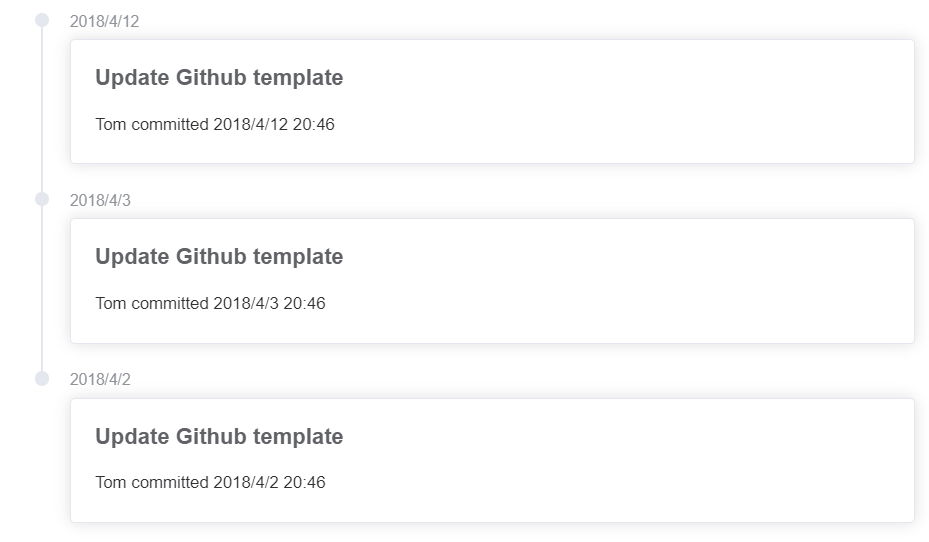 2018/4/12
Update Github template
Tom committed 2018/4/12 20:46
2018/4/3
Update Github template
Tom committed 2018/4/3 20:46
2018/4/2
Update Github template
Tom committed 2018/4/2 20:46